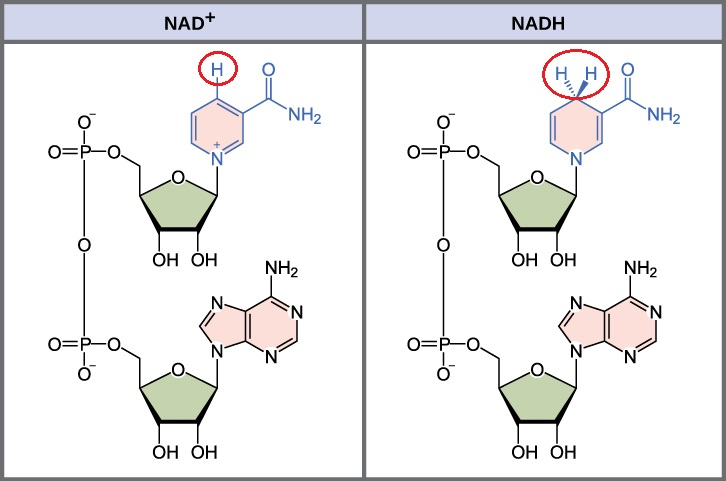 NAD⁺
NADH
H O
NH₂
O⁻
O=P O
N⁺
O
OH OH
O
NH₂
N N
N N
O=P O
O⁻
O
OH OH
H H O
NH₂
O⁻
O=P O
N
O
OH OH
O
NH₂
N N
N N
O=P O
O⁻
O
OH OH